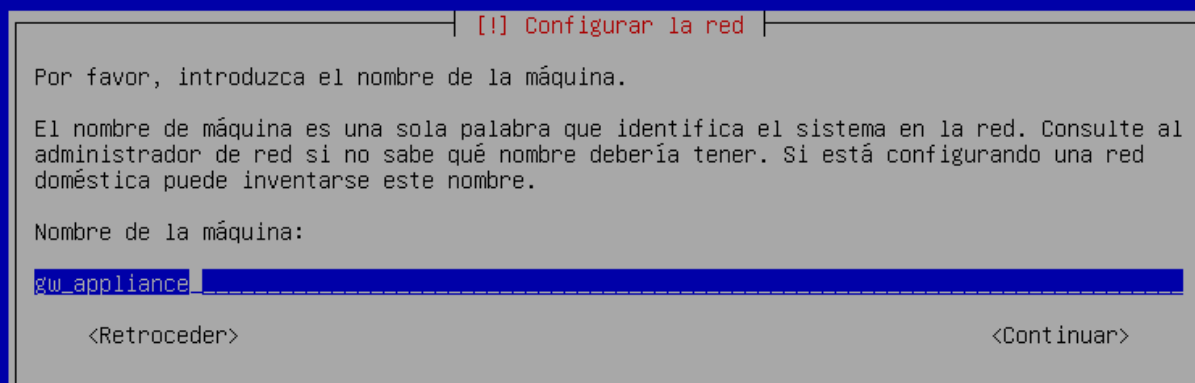 [!] Configurar la red
Por favor, introduzca el nombre de la máquina.
El nombre de máquina es una sola palabra que identifica el sistema en la red. Consulte al
administrador de red si no sabe qué nombre debería tener. Si está configurando una red
doméstica puede inventarse este nombre.
Nombre de la máquina:
gw_appliance
<Retroceder> <Continuar>